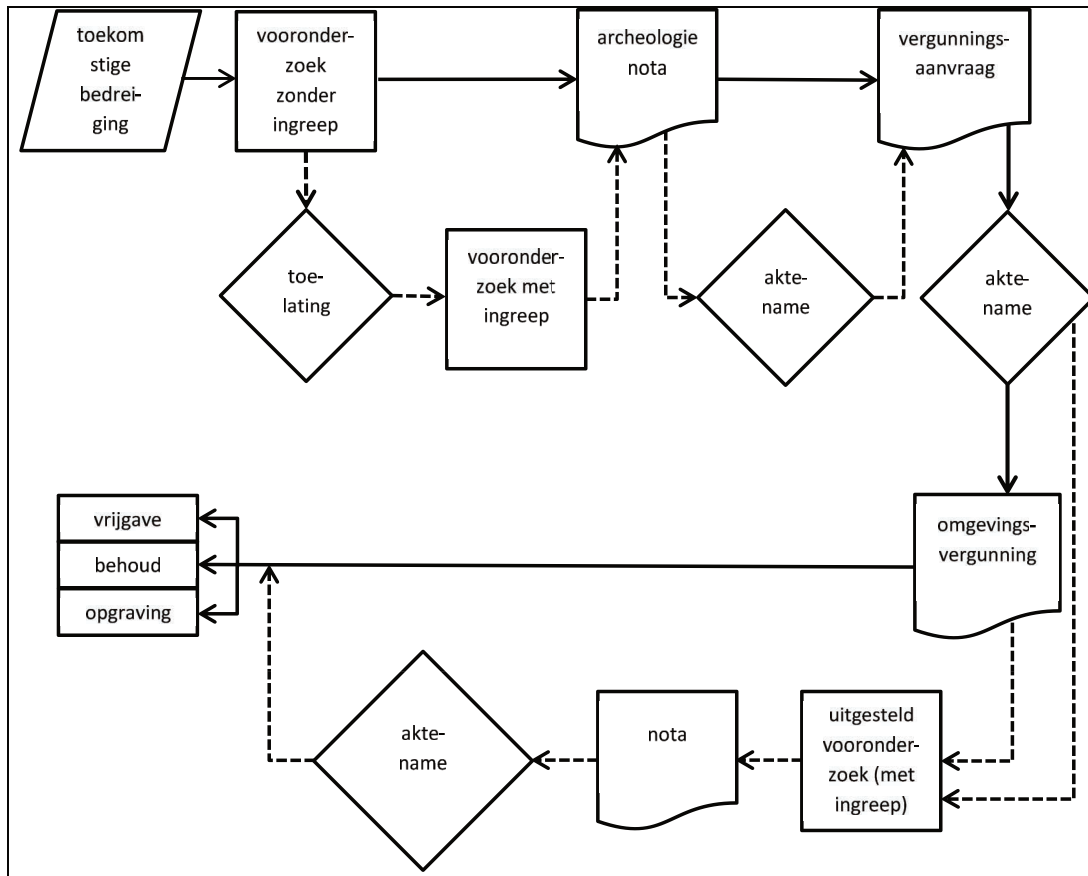 toekom
stige
bedrei-
ging
vooronder-
zoek
zonder
ingreep
archeologie
nota
vergunnings-
aanvraag
toe-
lating
vooronder-
zoek met
ingreep
akte-
name
akte-
name
vrijgave
behoud
opgraving
omgevings-
vergunning
akte-
name
nota
uitgesteld
vooronder-
zoek (met
ingreep)